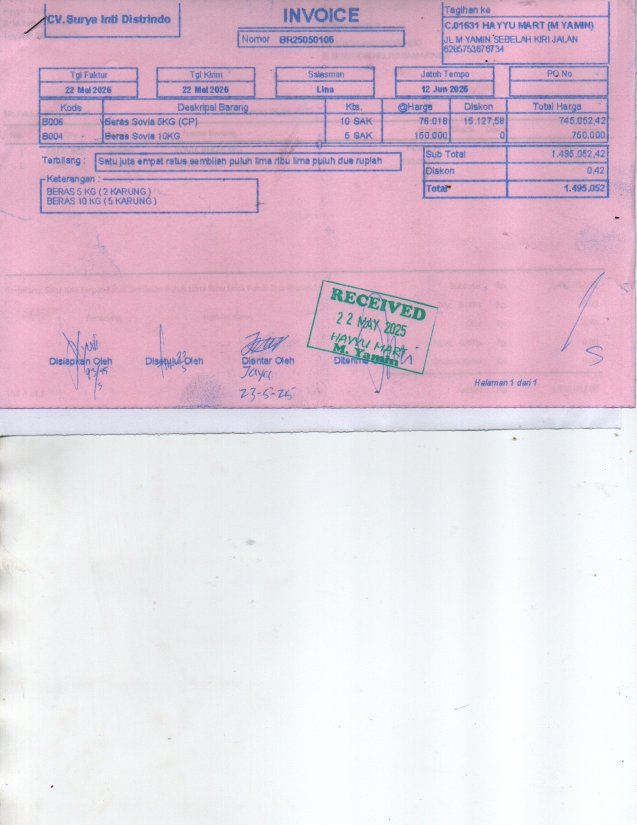 CV.Surya Inti Distrindo
INVOICE
Nomor BR25050106
Tagihan ke
C.01631 HAYYU MART (M YAMIN)
JL M YAMIN SEBELAH KIRI JALAN
6285753676734
Tgl Faktur Tgl Kirim Salesman Jatuh Tempo PQ No
22 Mei 2025 22 Mei 2025 Lina 12 Jun 2025
Kode Deskripsi Barang Kts. @Harga Diskon Total Harga
B006 Beras Sovia 5KG (CP) 10 SAK 76.018 15.127,58 745.052,42
B004 Beras Sovia 10KG 5 SAK 150.000 0 750.000
Terbilang : Satu juta empat ratus sembilan puluh lima ribu lima puluh dua rupiah
Sub Total 1.495.052,42
Diskon 0,42
Total 1.495.052
Keterangan :
BERAS 5 KG ( 2 KARUNG )
BERAS 10 KG ( 5 KARUNG )
RECEIVED
22 MAY 2025
HAYYU MART
M. Yamin
Disiapkan Oleh Disetujui Oleh Diantar Oleh Diterima
Jaya
23-5-25
Halaman 1 dari 1